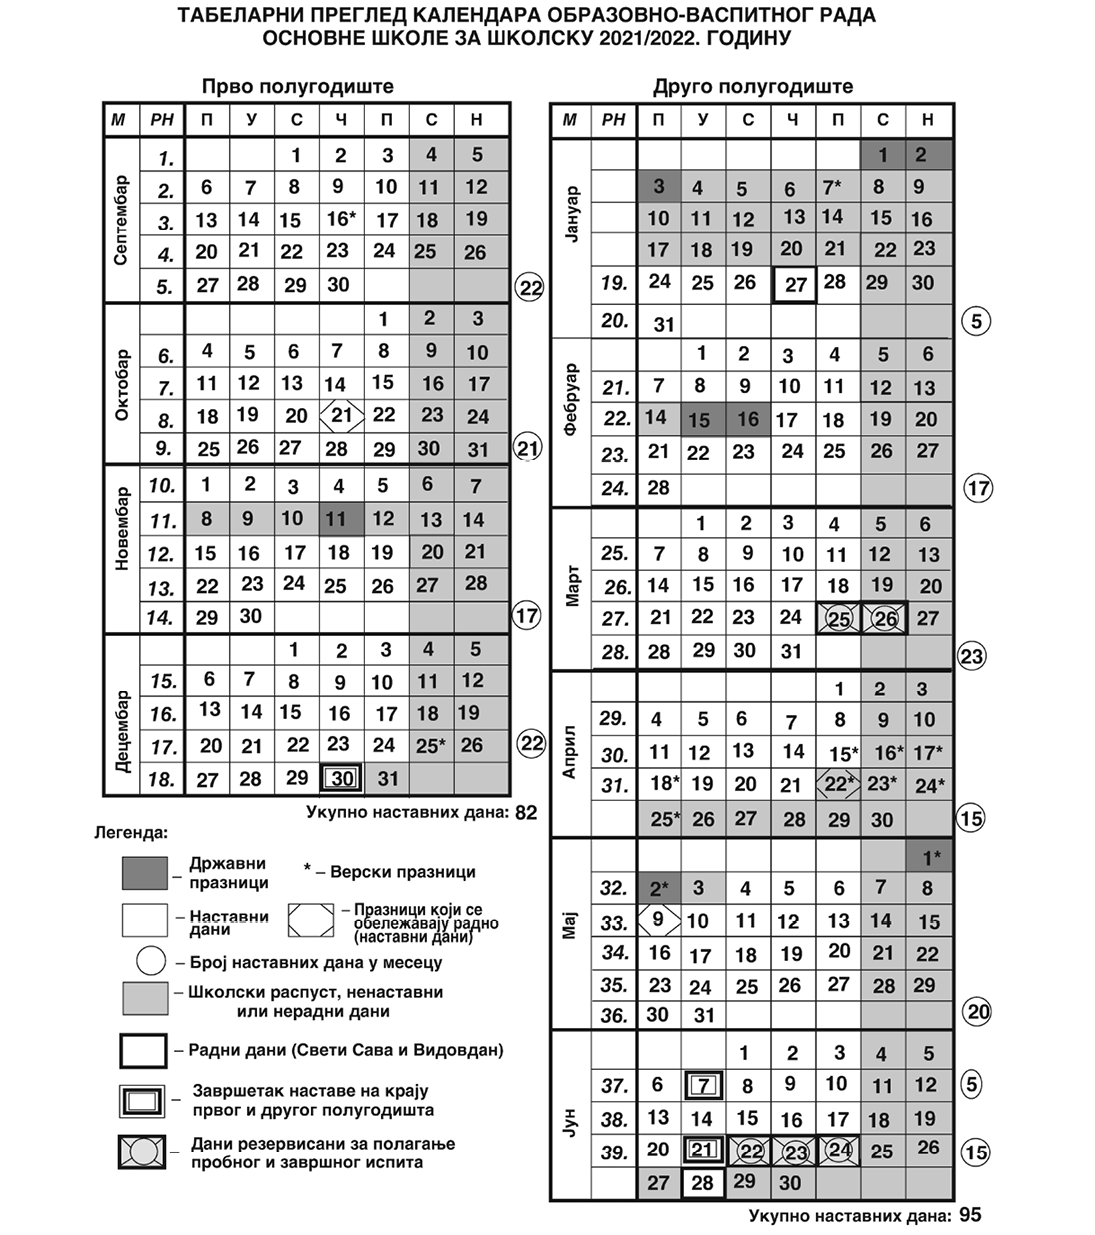 ТАБЕЛАРНИ ПРЕГЛЕД КАЛЕНДАРА ОБРАЗОВНО-ВАСПИТНОГ РАДА
ОСНОВНЕ ШКОЛЕ ЗА ШКОЛСКУ 2021/2022. ГОДИНУ
Прво полугодиште
М РН П У С Ч П С Н
Септембар
1. 1 2 3 4 5
2. 6 7 8 9 10 11 12
3. 13 14 15 16* 17 18 19
4. 20 21 22 23 24 25 26
5. 27 28 29 30 22
Октобар
1 2 3
6. 4 5 6 7 8 9 10
7. 11 12 13 14 15 16 17
8. 18 19 20 21 22 23 24
9. 25 26 27 28 29 30 31 21
Новембар
10. 1 2 3 4 5 6 7
11. 8 9 10 11 12 13 14
12. 15 16 17 18 19 20 21
13. 22 23 24 25 26 27 28
14. 29 30 17
Децембар
1 2 3 4 5
15. 6 7 8 9 10 11 12
16. 13 14 15 16 17 18 19
17. 20 21 22 23 24 25* 26 22
18. 27 28 29 30 31
Укупно наставних дана: 82
Друго полугодиште
М РН П У С Ч П С Н
Јануар
1 2
3 4 5 6 7* 8 9
10 11 12 13 14 15 16
17 18 19 20 21 22 23
19. 24 25 26 27 28 29 30
20. 31 5
Фебруар
1 2 3 4 5 6
21. 7 8 9 10 11 12 13
22. 14 15 16 17 18 19 20
23. 21 22 23 24 25 26 27
24. 28 17
Март
1 2 3 4 5 6
25. 7 8 9 10 11 12 13
26. 14 15 16 17 18 19 20
27. 21 22 23 24 25 26 27
28. 28 29 30 31 23
Април
1 2 3
29. 4 5 6 7 8 9 10
30. 11 12 13 14 15* 16* 17*
31. 18* 19 20 21 22* 23* 24*
25* 26 27 28 29 30 15
Мај
1*
32. 2* 3 4 5 6 7 8
33. 9 10 11 12 13 14 15
34. 16 17 18 19 20 21 22
35. 23 24 25 26 27 28 29
36. 30 31 20
Јун
1 2 3 4 5
37. 6 7 8 9 10 11 12 5
38. 13 14 15 16 17 18 19
39. 20 21 22 23 24 25 26 15
27 28 29 30
Укупно наставних дана: 95
Легенда:
– Државни
празници
* – Верски празници
– Наставни
дани
– Празници који се
обележавају радно
(наставни дани)
– Број наставних дана у месецу
– Школски распуст, ненаставни
или нерадни дани
– Радни дани (Свети Сава и Видовдан)
– Завршетак наставе на крају
првог и другог полугодишта
– Дани резервисани за полагање
пробног и завршног испита